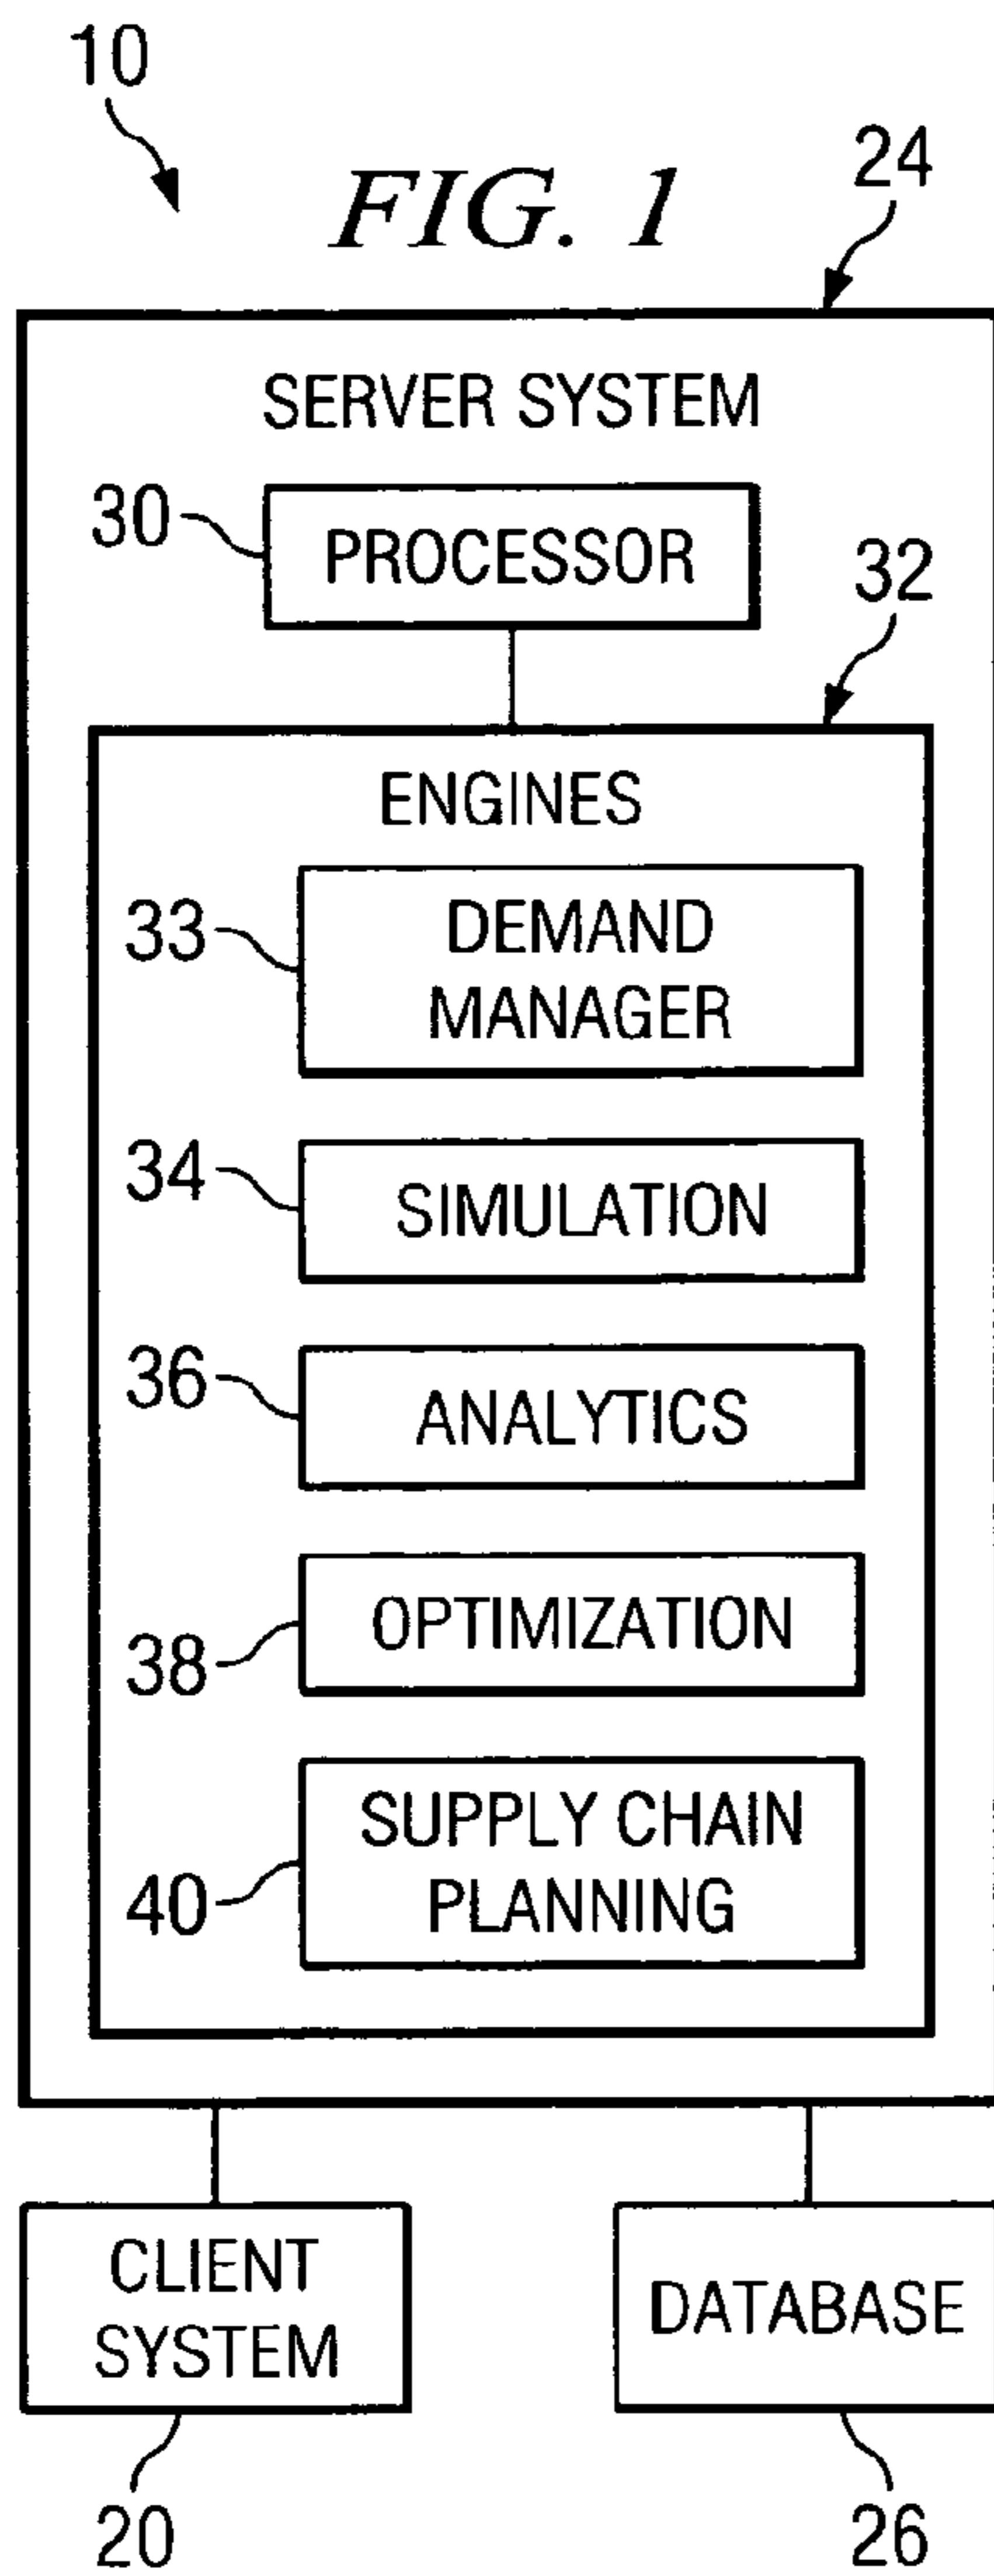 10
FIG. 1
24
SERVER SYSTEM
30
PROCESSOR
32
ENGINES
33
DEMAND
MANAGER
34
SIMULATION
36
ANALYTICS
38
OPTIMIZATION
40
SUPPLY CHAIN
PLANNING
CLIENT
SYSTEM
DATABASE
20
26